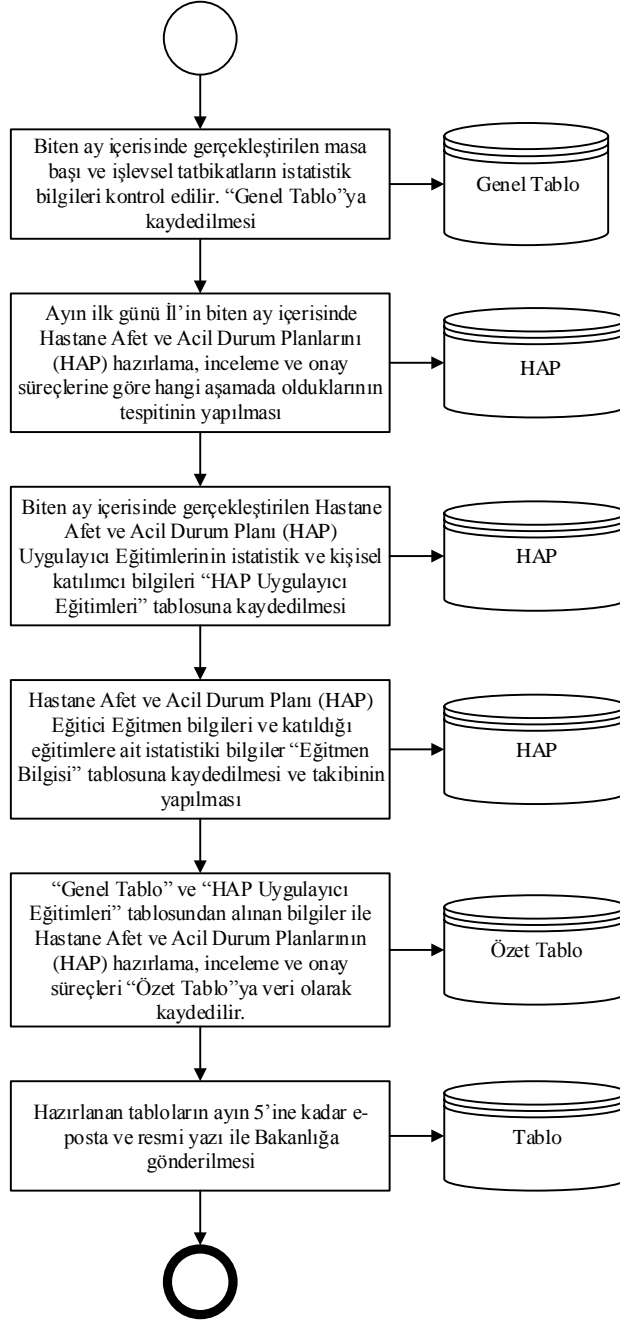 Biten ay içerisinde gerçekleştirilen masa
başı ve işlevsel tatbikatların istatistik
bilgileri kontrol edilir. “Genel Tablo”ya
kaydedilmesi
Genel Tablo
Ayın ilk günü İl’in biten ay içerisinde
Hastane Afet ve Acil Durum Planlarını
(HAP) hazırlama, inceleme ve onay
süreçlerine göre hangi aşamada olduklarının
tespitinin yapılması
HAP
Biten ay içerisinde gerçekleştirilen Hastane
Afet ve Acil Durum Planı (HAP)
Uygulayıcı Eğitimlerinin istatistik ve kişisel
katılımcı bilgileri “HAP Uygulayıcı
Eğitimleri” tablosuna kaydedilmesi
HAP
Hastane Afet ve Acil Durum Planı (HAP)
Eğitici Eğitmen bilgileri ve katıldığı
eğitimlere ait istatistiki bilgiler “Eğitmen
Bilgisi” tablosuna kaydedilmesi ve takibinin
yapılması
HAP
“Genel Tablo” ve “HAP Uygulayıcı
Eğitimleri” tablosundan alınan bilgiler ile
Hastane Afet ve Acil Durum Planlarının
(HAP) hazırlama, inceleme ve onay
süreçleri “Özet Tablo”ya veri olarak
kaydedilir.
Özet Tablo
Hazırlanan tabloların ayın 5’ine kadar e-
posta ve resmi yazı ile Bakanlığa
gönderilmesi
Tablo